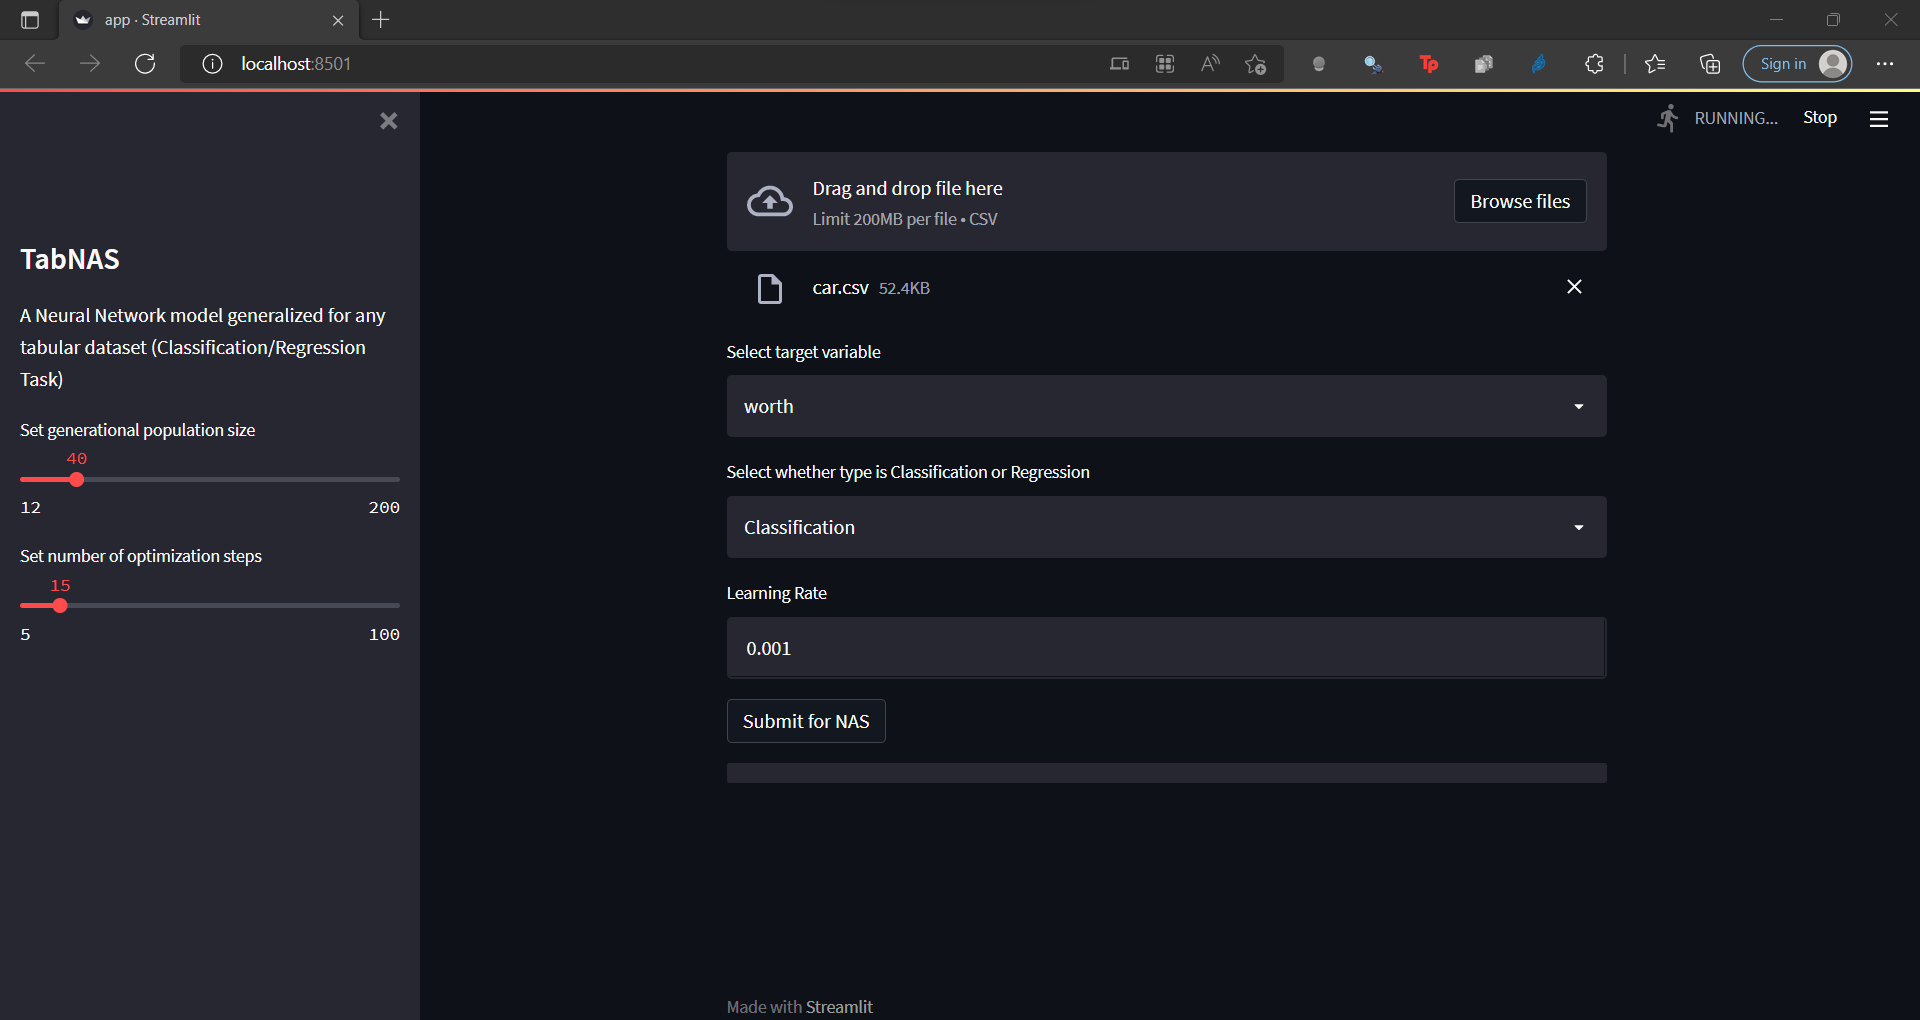 app · Streamlit
localhost:8501
A
Tp
Sign in
RUNNING...
Stop
TabNAS
A Neural Network model generalized for any
tabular dataset (Classification/Regression
Task)
Set generational population size
40
12 200
Set number of optimization steps
15
5 100
Drag and drop file here
Limit 200MB per file • CSV
Browse files
car.csv 52.4KB
Select target variable
worth
Select whether type is Classification or Regression
Classification
Learning Rate
0.001
Submit for NAS
Made with Streamlit